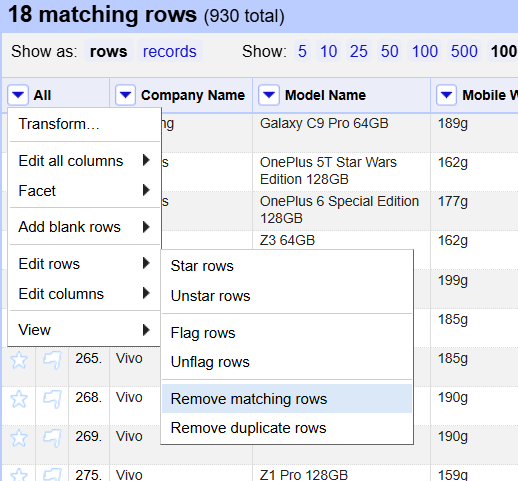 18 matching rows (930 total)
Show as: rows records Show: 5 10 25 50 100 500 100
All Company Name Model Name Mobile W
Transform…
ng Galaxy C9 Pro 64GB 189g
Edit all columns
s OnePlus 5T Star Wars Edition 128GB 162g
Facet
s OnePlus 6 Special Edition 128GB 177g
Add blank rows
Z3 64GB 162g
Edit rows
Star rows
199g
Edit columns
Unstar rows
185g
View
Flag rows
Unflag rows
265. Vivo 185g
Remove matching rows
268. Vivo 190g
Remove duplicate rows
269. Vivo 190g
275. Vivo Z1 Pro 128GB 159g